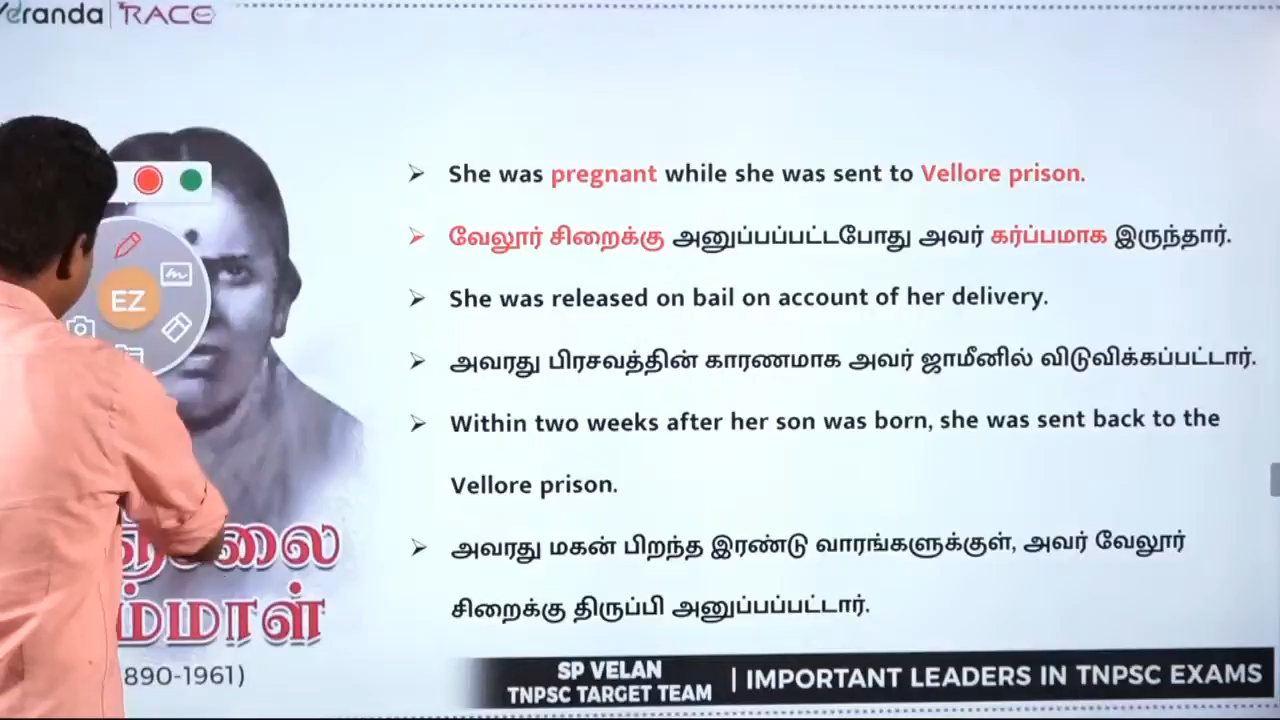 RACE
She was pregnant while she was sent to Vellore prison.
வேலூர் சிறைக்கு அனுப்பப்பட்டபோது அவர் கர்ப்பமாக இருந்தார்.
EZ
She was released on bail on account of her delivery.
அவரது பிரசவத்தின் காரணமாக அவர் ஜாமீனில் விடுவிக்கப்பட்டார்.
Within two weeks after her son was born, she was sent back to the
Vellore prison.
அவரது மகன் பிறந்த இரண்டு வாரங்களுக்குள், அவர் வேலூர்
சிறைக்கு திருப்பி அனுப்பப்பட்டார்.
890-1961)
SP VELAN
TNPSC TARGET TEAM
IMPORTANT LEADERS IN TNPSC EXAMS